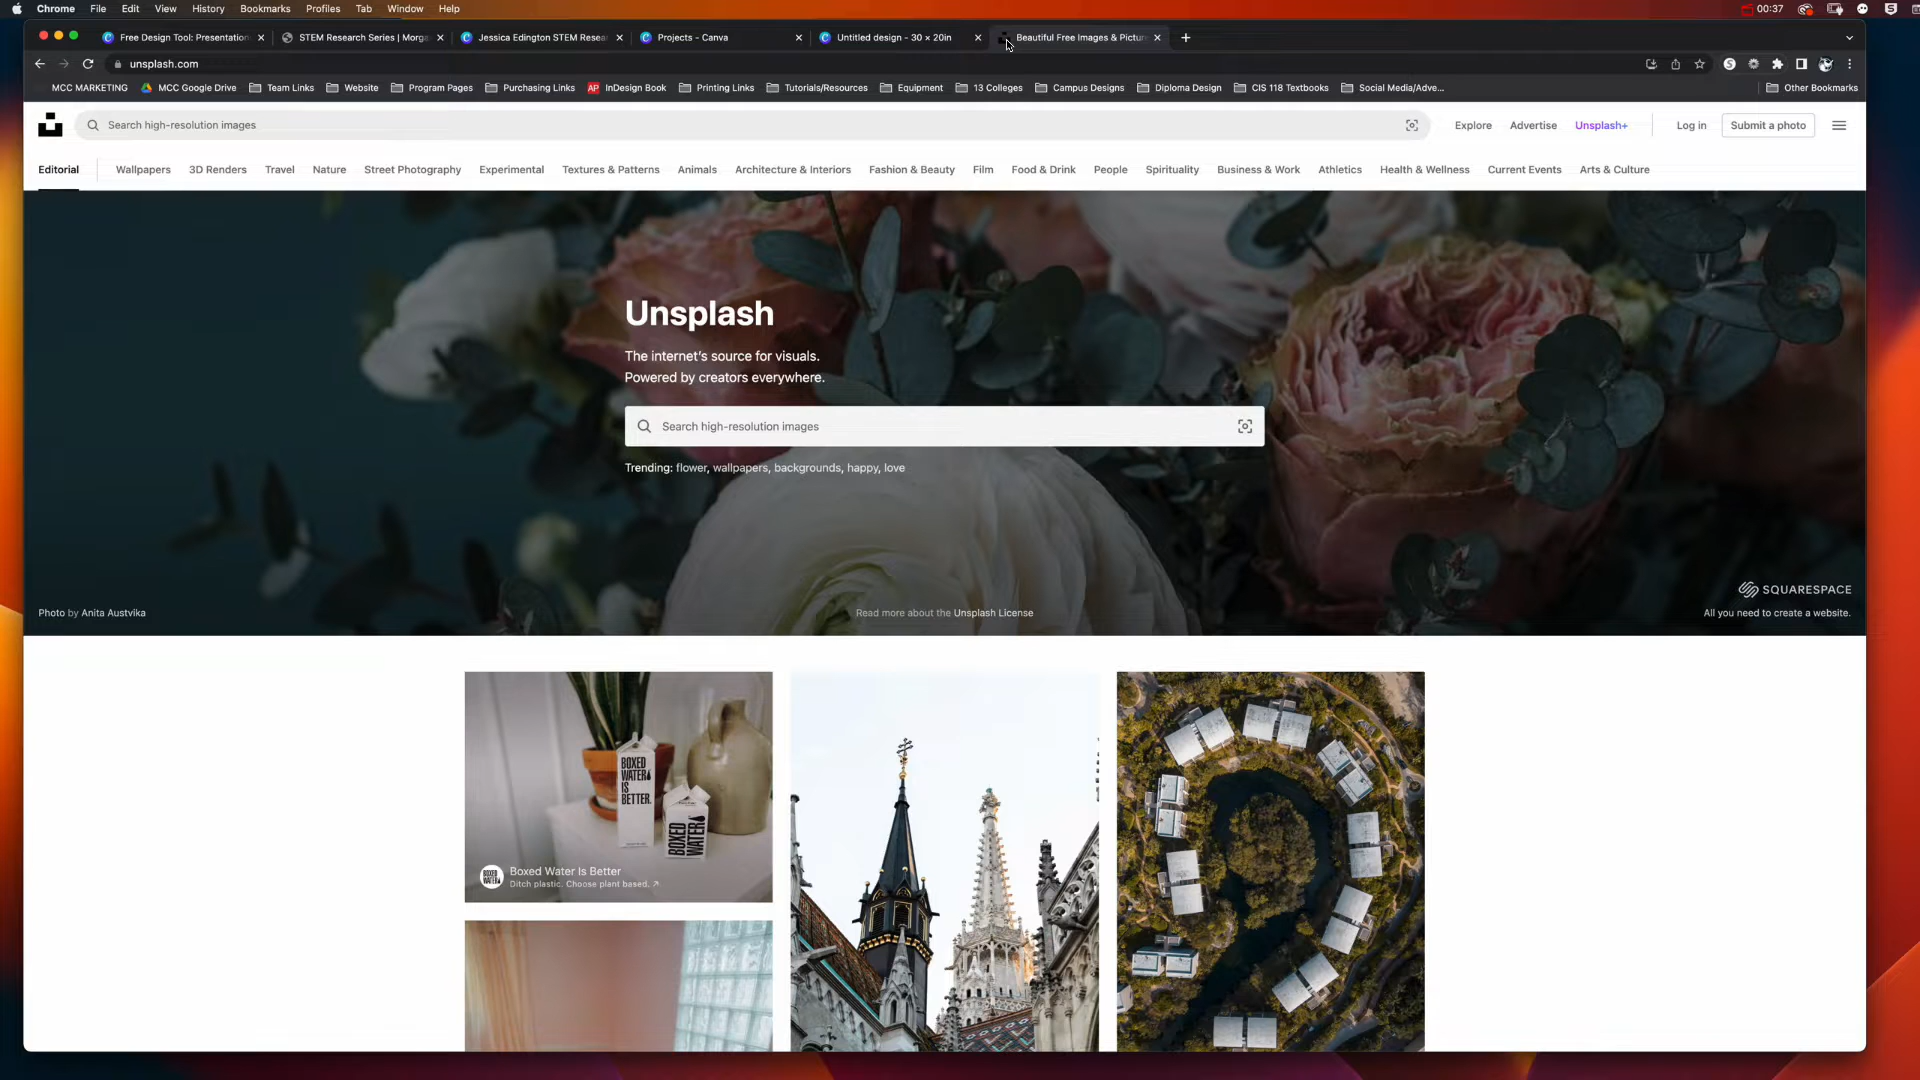 Chrome File Edit View History Bookmarks Profiles Tab Window Help 00:37
Free Design Tool: Presentation STEM Research Series | Morga Jessica Edington STEM Resea Projects - Canva Untitled design - 30 × 20in Beautiful Free Images & Pictur
unsplash.com
MCC MARKETING MCC Google Drive Team Links Website Program Pages Purchasing Links AP InDesign Book Printing Links Tutorials/Resources Equipment 13 Colleges Campus Designs Diploma Design CIS 118 Textbooks Social Media/Adve... Other Bookmarks
Search high-resolution images Explore Advertise Unsplash+ Log in Submit a photo
Editorial Wallpapers 3D Renders Travel Nature Street Photography Experimental Textures & Patterns Animals Architecture & Interiors Fashion & Beauty Film Food & Drink People Spirituality Business & Work Athletics Health & Wellness Current Events Arts & Culture
Unsplash
The internet's source for visuals.
Powered by creators everywhere.
Search high-resolution images
Trending: flower, wallpapers, backgrounds, happy, love
SQUARESPACE
Photo by Anita Austvika Read more about the Unsplash License All you need to create a website.
BOXED
WATER
IS
BETTER.
BOXED
WATER
Boxed Water Is Better
Ditch plastic. Choose plant based. ↗